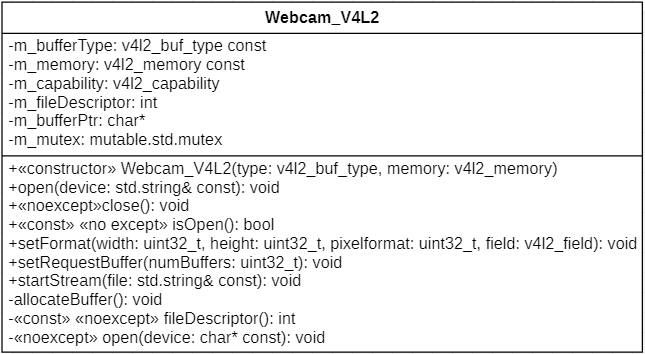 Webcam_V4L2
-m_bufferType: v4l2_buf_type const
-m_memory: v4l2_memory const
-m_capability: v4l2_capability
-m_fileDescriptor: int
-m_bufferPtr: char*
-m_mutex: mutable.std.mutex
+«constructor» Webcam_V4L2(type: v4l2_buf_type, memory: v4l2_memory)
+open(device: std.string& const): void
+«noexcept»close(): void
+«const» «no except» isOpen(): bool
+setFormat(width: uint32_t, height: uint32_t, pixelformat: uint32_t, field: v4l2_field): void
+setRequestBuffer(numBuffers: uint32_t): void
+startStream(file: std.string& const): void
-allocateBuffer(): void
-«const» «noexcept» fileDescriptor(): int
-«noexcept» open(device: char* const): void